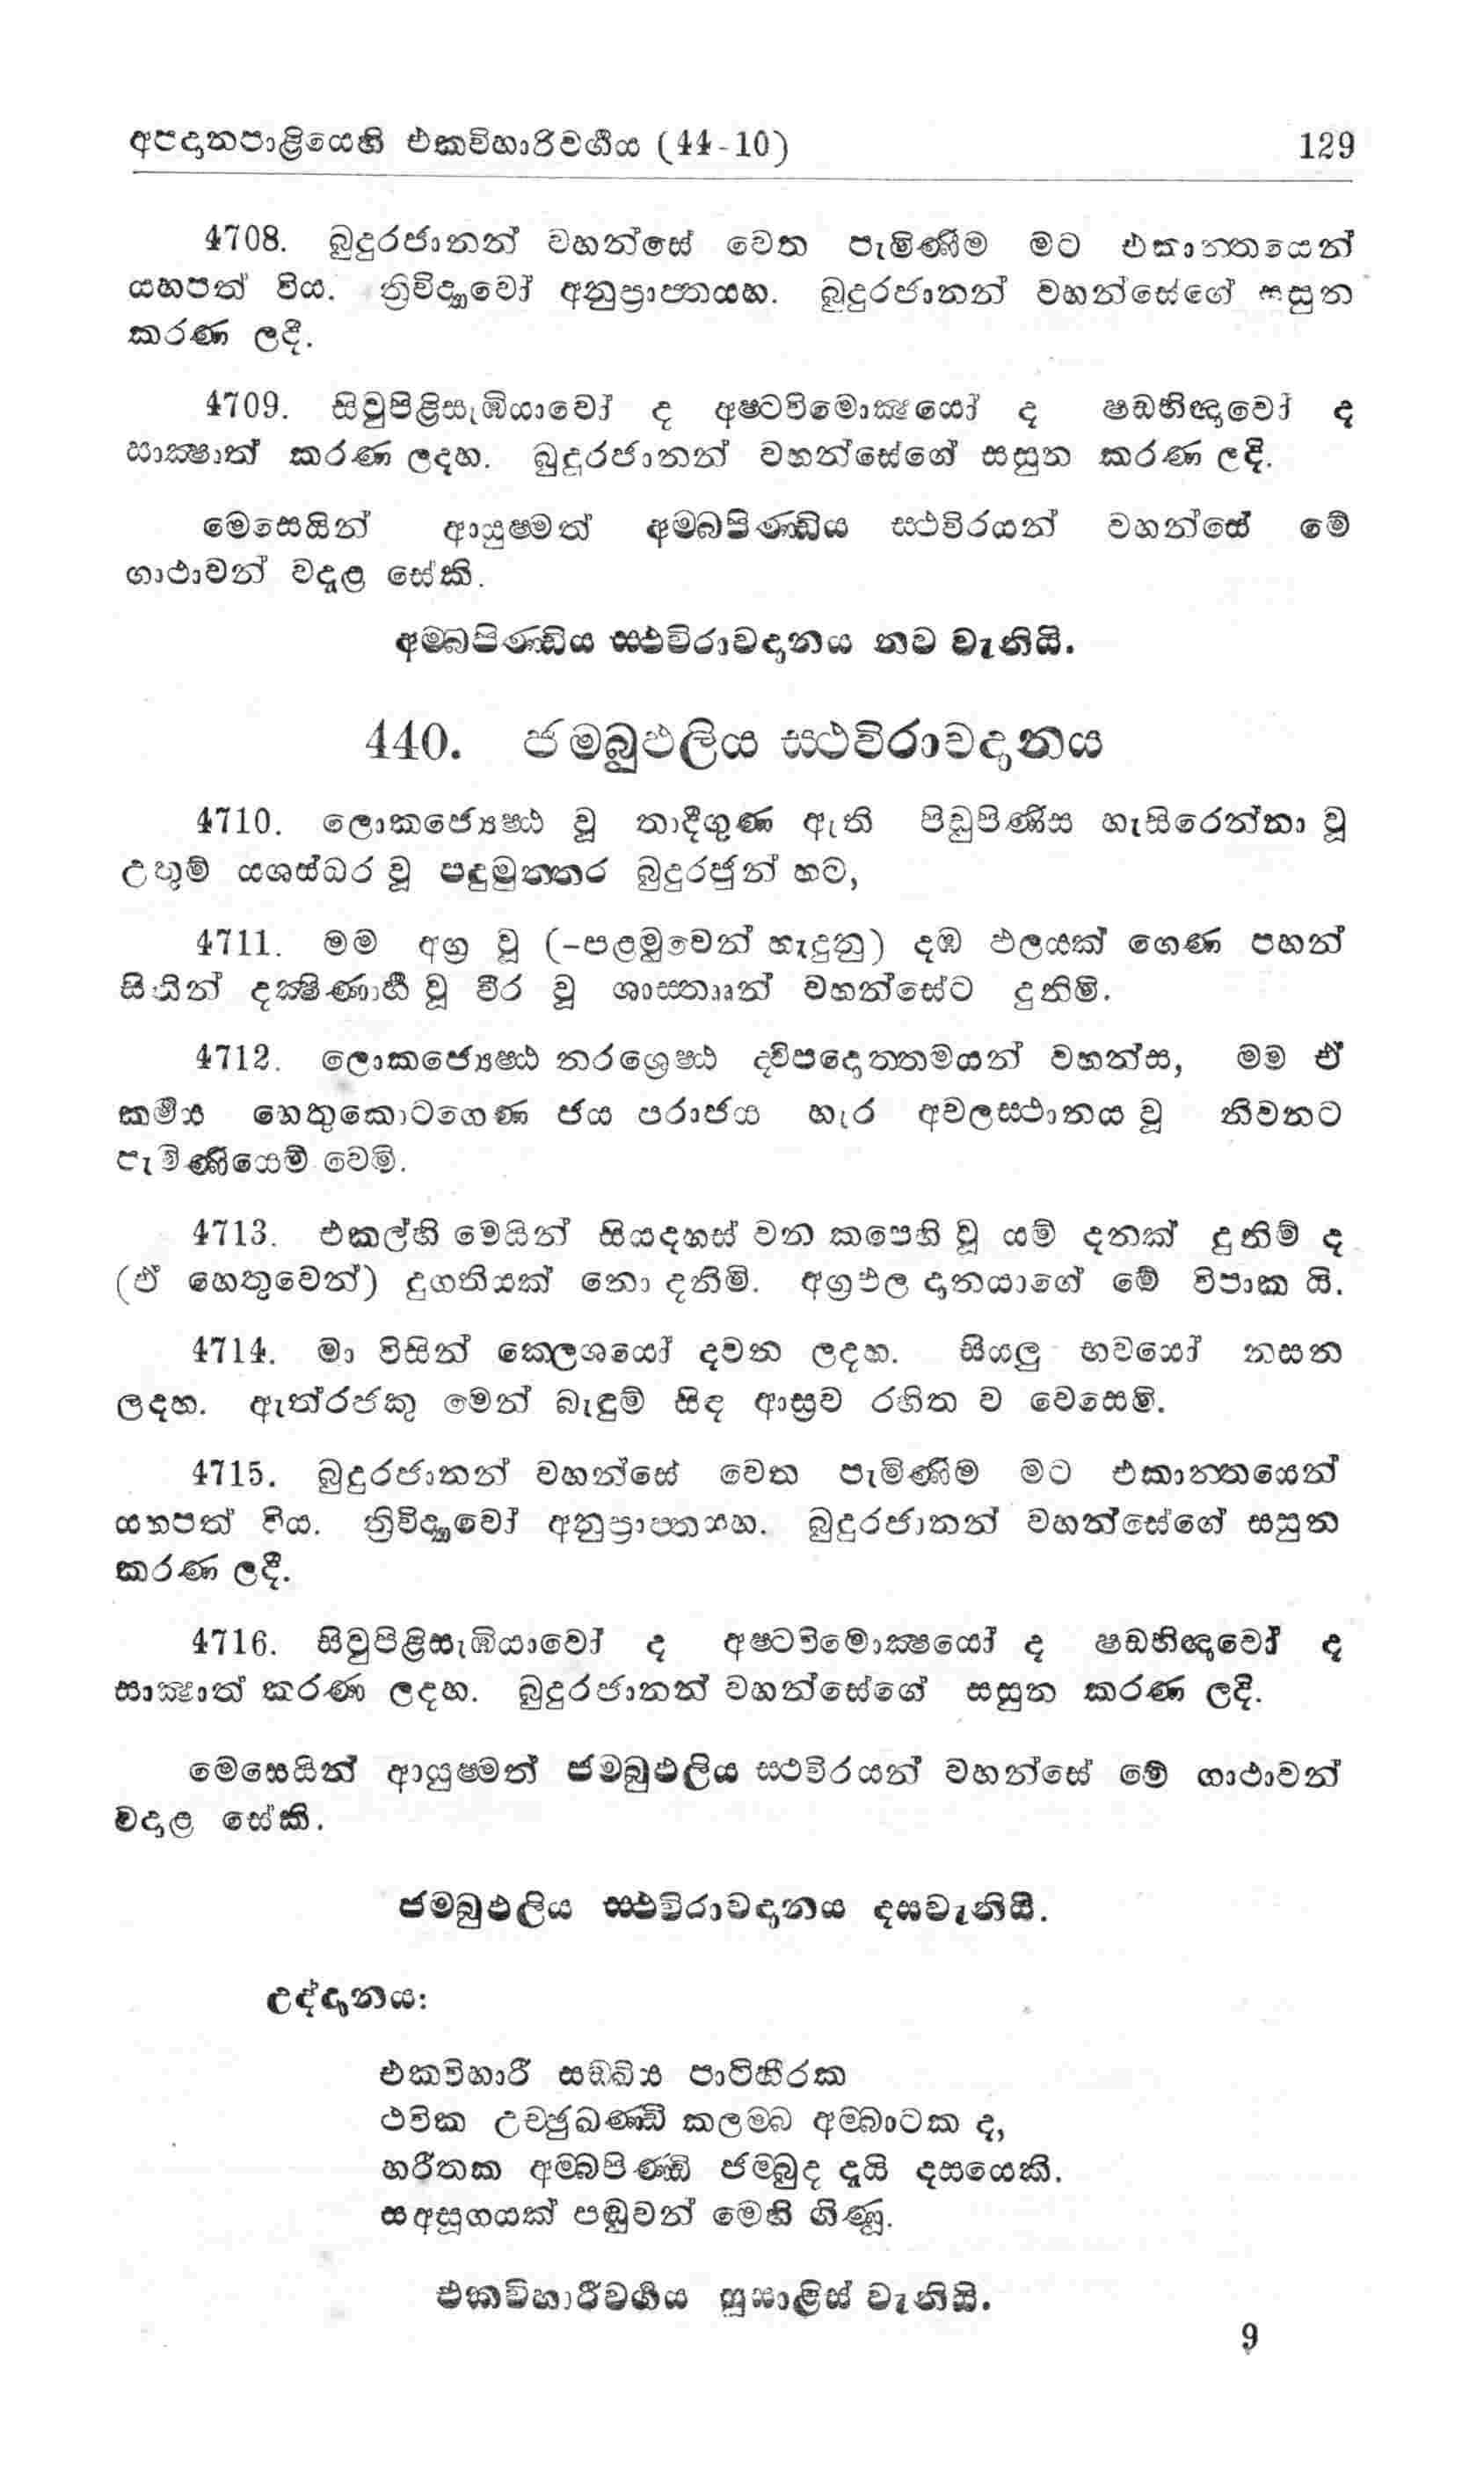 අපදානපාළියෙහි ඒකවිහාරිවර්‍ගය (44-10) 129
4708. බුදුරජානන් වහන්සේ වෙත පැමිණීම මට එකාන්‍තයෙන්
යහපත් විය. ත්‍රිවිද්‍යාවෝ අනුප්‍රාප්තයහ. බුදුරජානන් වහන්සේගේ සසුන
කරණ ලදී.
4709. සිවුපිළිසැඹියාවෝ ද අෂ්ටවිමොක්‍ෂයෝ ද ෂඩභිඥාවෝ ද
සාක්‍ෂාත් කරණ ලදහ. බුදුරජානන් වහන්සේගේ සසුන කරණ ලදි.
මෙසෙයින් ආයුෂ්මත් අම්බපිණ්ඩිය ස්ථවිරයන් වහන්සේ මේ
ගාථාවන් වදාළ සේකි.
අම්බපිණ්ඩිය ස්ථවිරාවදානය නව වැනියි.
440. ජම්බුඵලිය ස්ථවිරාවදානය
4710. ලොකජ්‍යෙෂ්ඨ වූ තාදීගුණ ඇති පිඬුපිණිස හැසිරෙන්නා වූ
උතුම් යශස්ධර වූ පදුමුත්තර බුදුරජුන් හට,
4711. මම අග්‍ර වූ (-පළමුවෙන් හැදුනු) දඹ ඵලයක් ගෙණ පහන්
සිතින් දක්‍ෂිණාර්‍හ වූ වීර වූ ශාස්තෲන් වහන්සේට දුනිමි.
4712. ලොකජ්‍යෙෂ්ඨ නරශ්‍රෙෂ්ඨ ද්විපදොත්තමයන් වහන්ස, මම ඒ
කර්‍මය හෙතුකොටගෙණ ජය පරාජය හැර අචලස්ථානය වූ නිවනට
පැමිණියෙම් වෙමි.
4713. එකල්හි මෙයින් සියදහස් වන කපෙහි වූ යම් දනක් දුනිම් ද
(ඒ හෙතුවෙන්) දුගතියක් නො දනිමි. අග්‍රඵල දානයාගේ මේ විපාක යි.
4714. මා විසින් කෙලශයෝ දවන ලදහ. සියලු භවයෝ නසන
ලදහ. ඇත්රජකු මෙන් බැඳුම් සිඳ ආස්‍රව රහිත ව වෙසෙමි.
4715. බුදුරජානන් වහන්සේ වෙත පැමිණීම මට එකාන්‍තයෙන්
යහපත් විය. ත්‍රිවිද්‍යාවෝ අනුප්‍රාප්තයහ. බුදුරජානන් වහන්සේගේ සසුන
කරණ ලදී.
4716. සිවුපිළිසැඹියාවෝ ද අෂ්ටවිමොක්‍ෂයෝ ද ෂඩභිඥාවෝ ද
සාක්‍ෂාත් කරණ ලදහ. බුදුරජානන් වහන්සේගේ සසුන කරණ ලදි.
මෙසෙයින් ආයුෂ්මත් ජම්බුඵලිය ස්ථවිරයන් වහන්සේ මේ ගාථාවන්
වදාළ සේකි.
ජම්බුඵලිය ස්ථවිරාවදානය දසවැනියි.
උද්දානය:
ඒකවිහාරී සඞ්ඛිය පාටිහීරක
ථවික උච්ඡුඛණ්ඩි කලම්බ අම්බාටක ද,
හරීතක අම්බපිණ්ඩි ජම්බුද දැයි දසයෙකි.
සඅසූගයක් පඬුවන් මෙහි ගිණූ.
ඒකවිහාරීවර්‍ගය සූසාළිස් වැනියි.
9